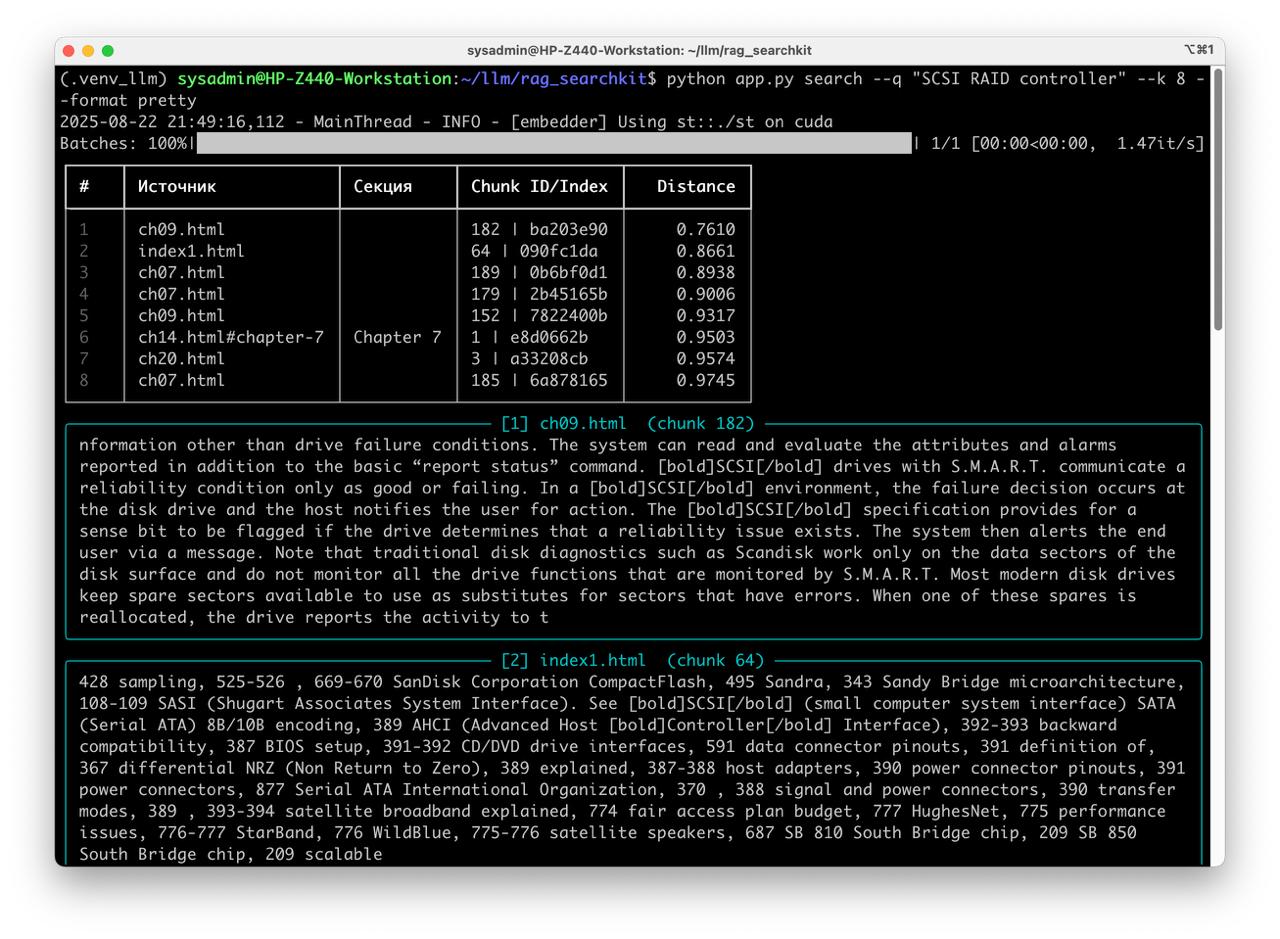 sysadmin@HP-Z440-Workstation: ~/llm/rag_searchkit
⌥⌘1
(.venv_llm) sysadmin@HP-Z440-Workstation:~/llm/rag_searchkit$ python app.py search --q "SCSI RAID controller" --k 8 -
-format pretty
2025-08-22 21:49:16,112 - MainThread - INFO - [embedder] Using st::./st on cuda
Batches: 100%| | 1/1 [00:00<00:00,  1.47it/s]
# Источник Секция Chunk ID/Index Distance
1 ch09.html 182 | ba203e90 0.7610
2 index1.html 64 | 090fc1da 0.8661
3 ch07.html 189 | 0b6bf0d1 0.8938
4 ch07.html 179 | 2b45165b 0.9006
5 ch09.html 152 | 7822400b 0.9317
6 ch14.html#chapter-7 Chapter 7 1 | e8d0662b 0.9503
7 ch20.html 3 | a33208cb 0.9574
8 ch07.html 185 | 6a878165 0.9745
[1] ch09.html  (chunk 182)
nformation other than drive failure conditions. The system can read and evaluate the attributes and alarms
reported in addition to the basic “report status” command. [bold]SCSI[/bold] drives with S.M.A.R.T. communicate a
reliability condition only as good or failing. In a [bold]SCSI[/bold] environment, the failure decision occurs at
the disk drive and the host notifies the user for action. The [bold]SCSI[/bold] specification provides for a
sense bit to be flagged if the drive determines that a reliability issue exists. The system then alerts the end
user via a message. Note that traditional disk diagnostics such as Scandisk work only on the data sectors of the
disk surface and do not monitor all the drive functions that are monitored by S.M.A.R.T. Most modern disk drives
keep spare sectors available to use as substitutes for sectors that have errors. When one of these spares is
reallocated, the drive reports the activity to t
[2] index1.html  (chunk 64)
428 sampling, 525-526 , 669-670 SanDisk Corporation CompactFlash, 495 Sandra, 343 Sandy Bridge microarchitecture,
108-109 SASI (Shugart Associates System Interface). See [bold]SCSI[/bold] (small computer system interface) SATA
(Serial ATA) 8B/10B encoding, 389 AHCI (Advanced Host [bold]Controller[/bold] Interface), 392-393 backward
compatibility, 387 BIOS setup, 391-392 CD/DVD drive interfaces, 591 data connector pinouts, 391 definition of,
367 differential NRZ (Non Return to Zero), 389 explained, 387-388 host adapters, 390 power connector pinouts, 391
power connectors, 877 Serial ATA International Organization, 370 , 388 signal and power connectors, 390 transfer
modes, 389 , 393-394 satellite broadband explained, 774 fair access plan budget, 777 HughesNet, 775 performance
issues, 776-777 StarBand, 776 WildBlue, 775-776 satellite speakers, 687 SB 810 South Bridge chip, 209 SB 850
South Bridge chip, 209 scalable